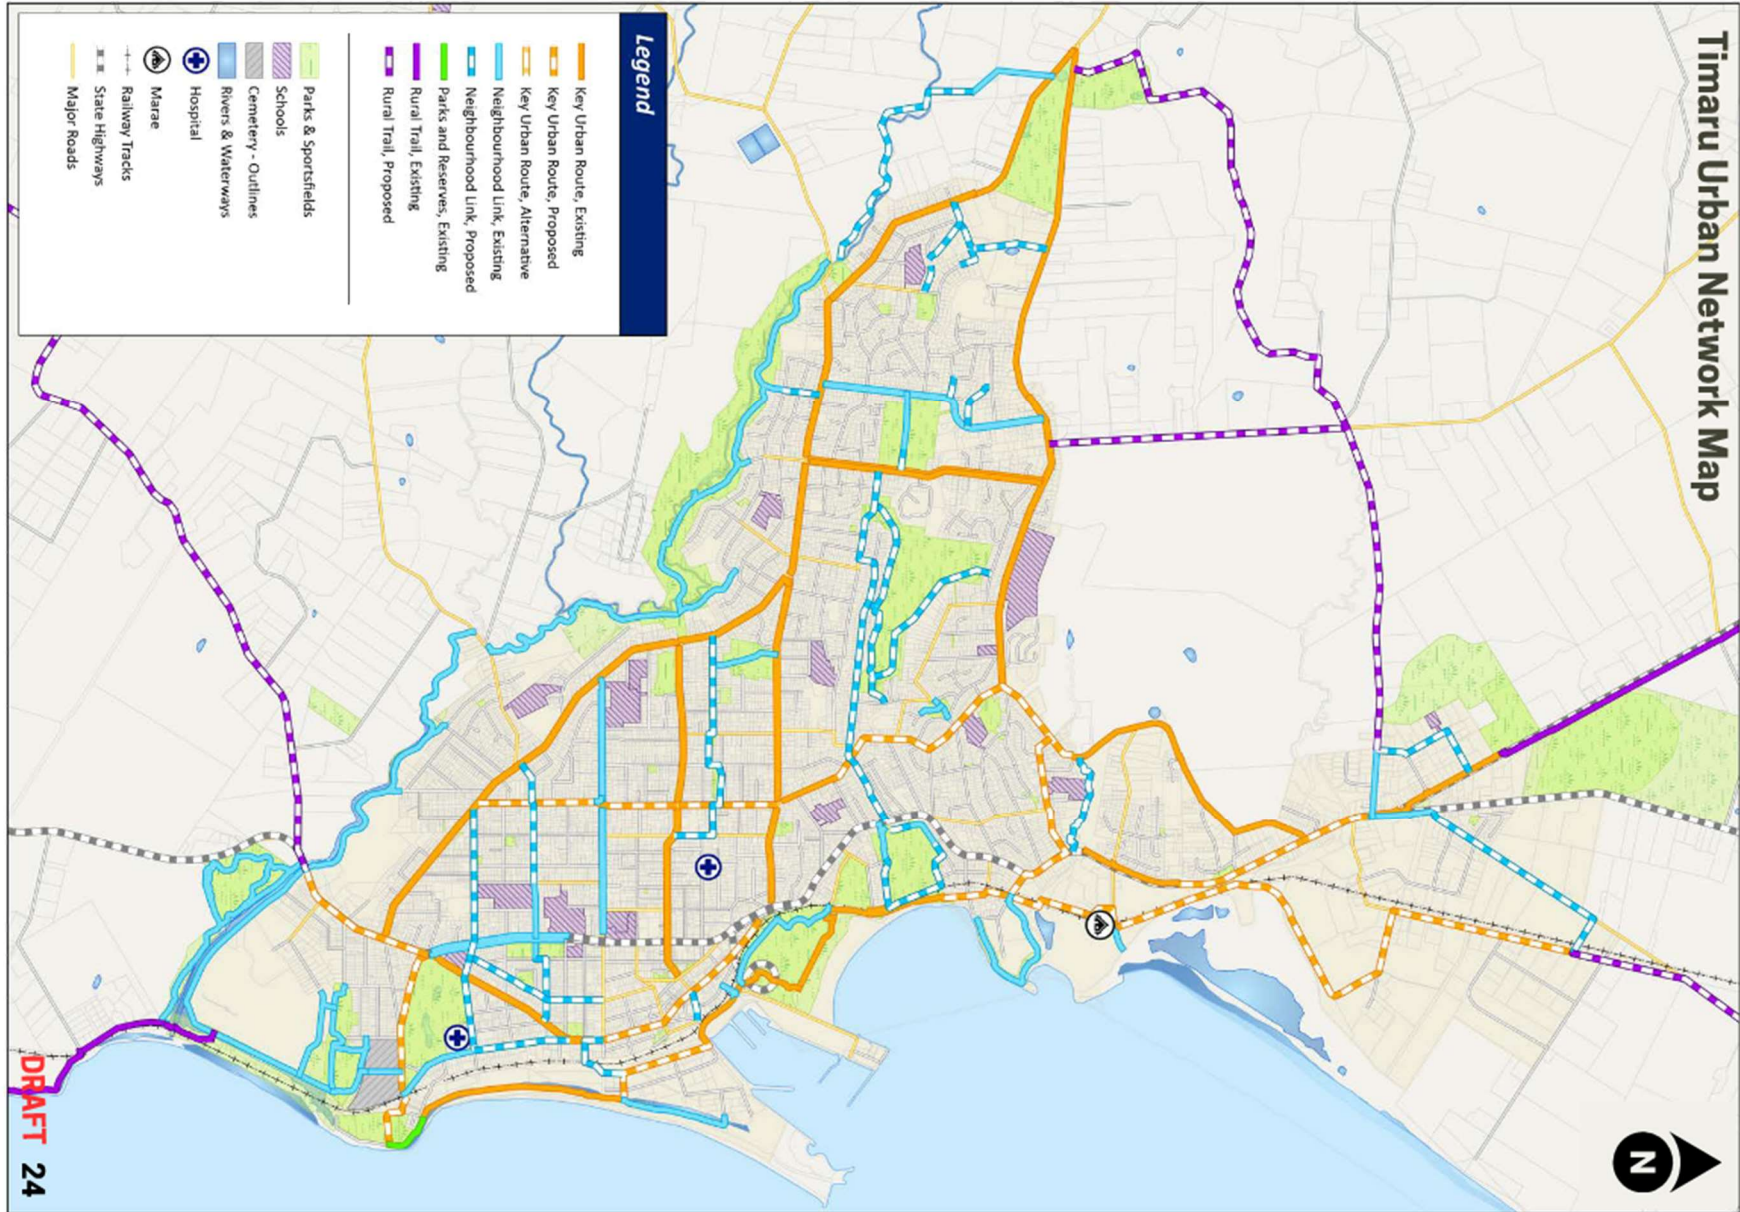 Timaru Urban Network Map
Legend
Key Urban Route, Existing
Key Urban Route, Proposed
Key Urban Route, Alternative
Neighbourhood Link, Existing
Neighbourhood Link, Proposed
Parks and Reserves, Existing
Rural Trail, Existing
Rural Trail, Proposed
Parks & Sportsfields
Schools
Cemetery - Outlines
Rivers & Waterways
Hospital
Marae
Railway Tracks
State Highways
Major Roads
N
DRAFT 24